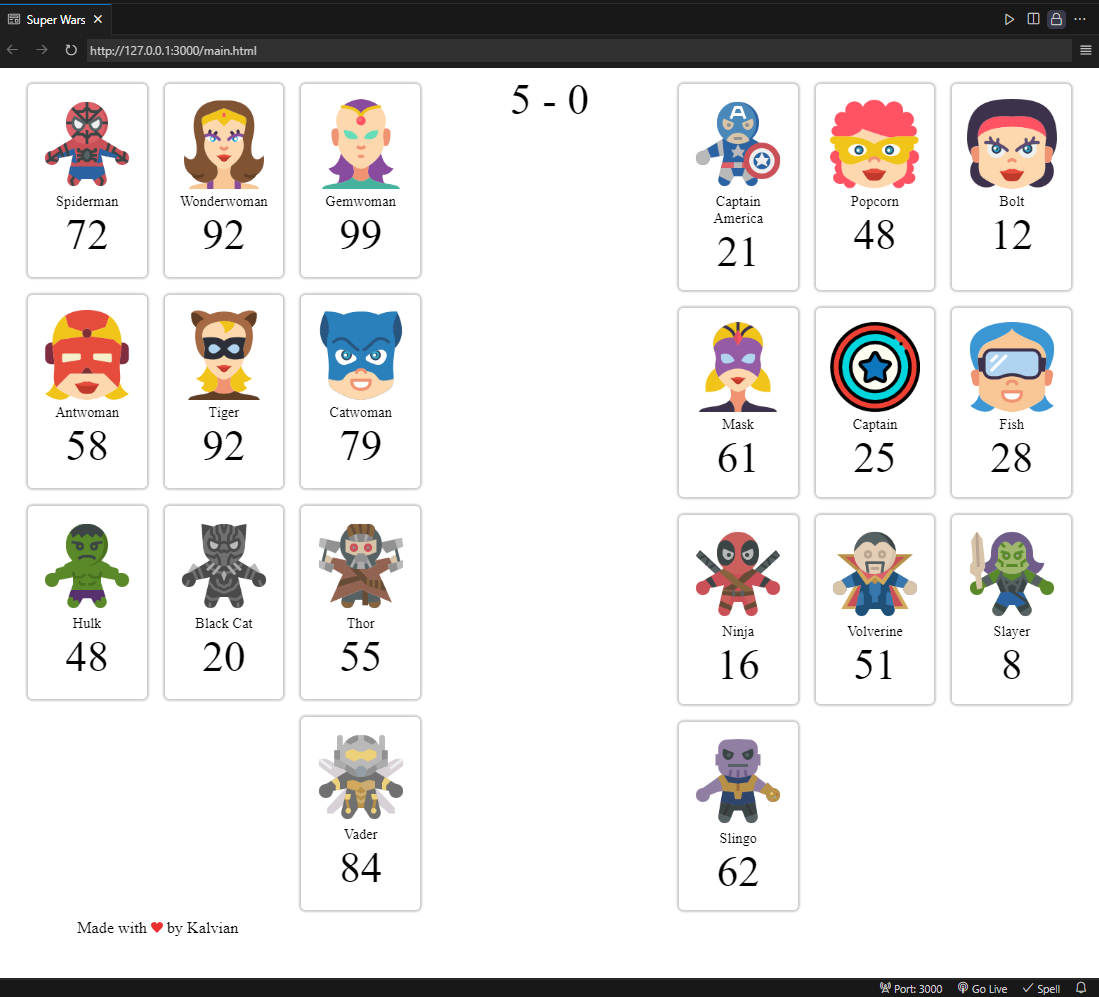 Super Wars
http://127.0.0.1:3000/main.html
5 - 0
Spiderman
72
Wonderwoman
92
Gemwoman
99
Antwoman
58
Tiger
92
Catwoman
79
Hulk
48
Black Cat
20
Thor
55
Vader
84
A
Captain
America
21
Popcorn
48
Bolt
12
Mask
61
Captain
25
Fish
28
Ninja
16
Volverine
51
Slayer
8
Slingo
62
Made with ❤ by Kalvian
Port: 3000 Go Live Spell